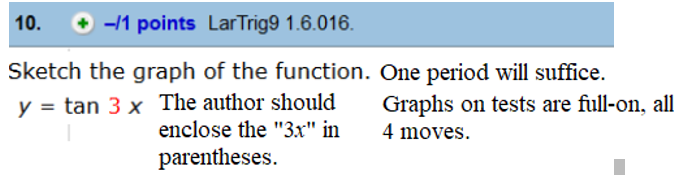 10. + –/1 points LarTrig9 1.6.016.
Sketch the graph of the function. One period will suffice.
y = tan 3 x The author should
enclose the "3x" in
parentheses.
Graphs on tests are full-on, all
4 moves.